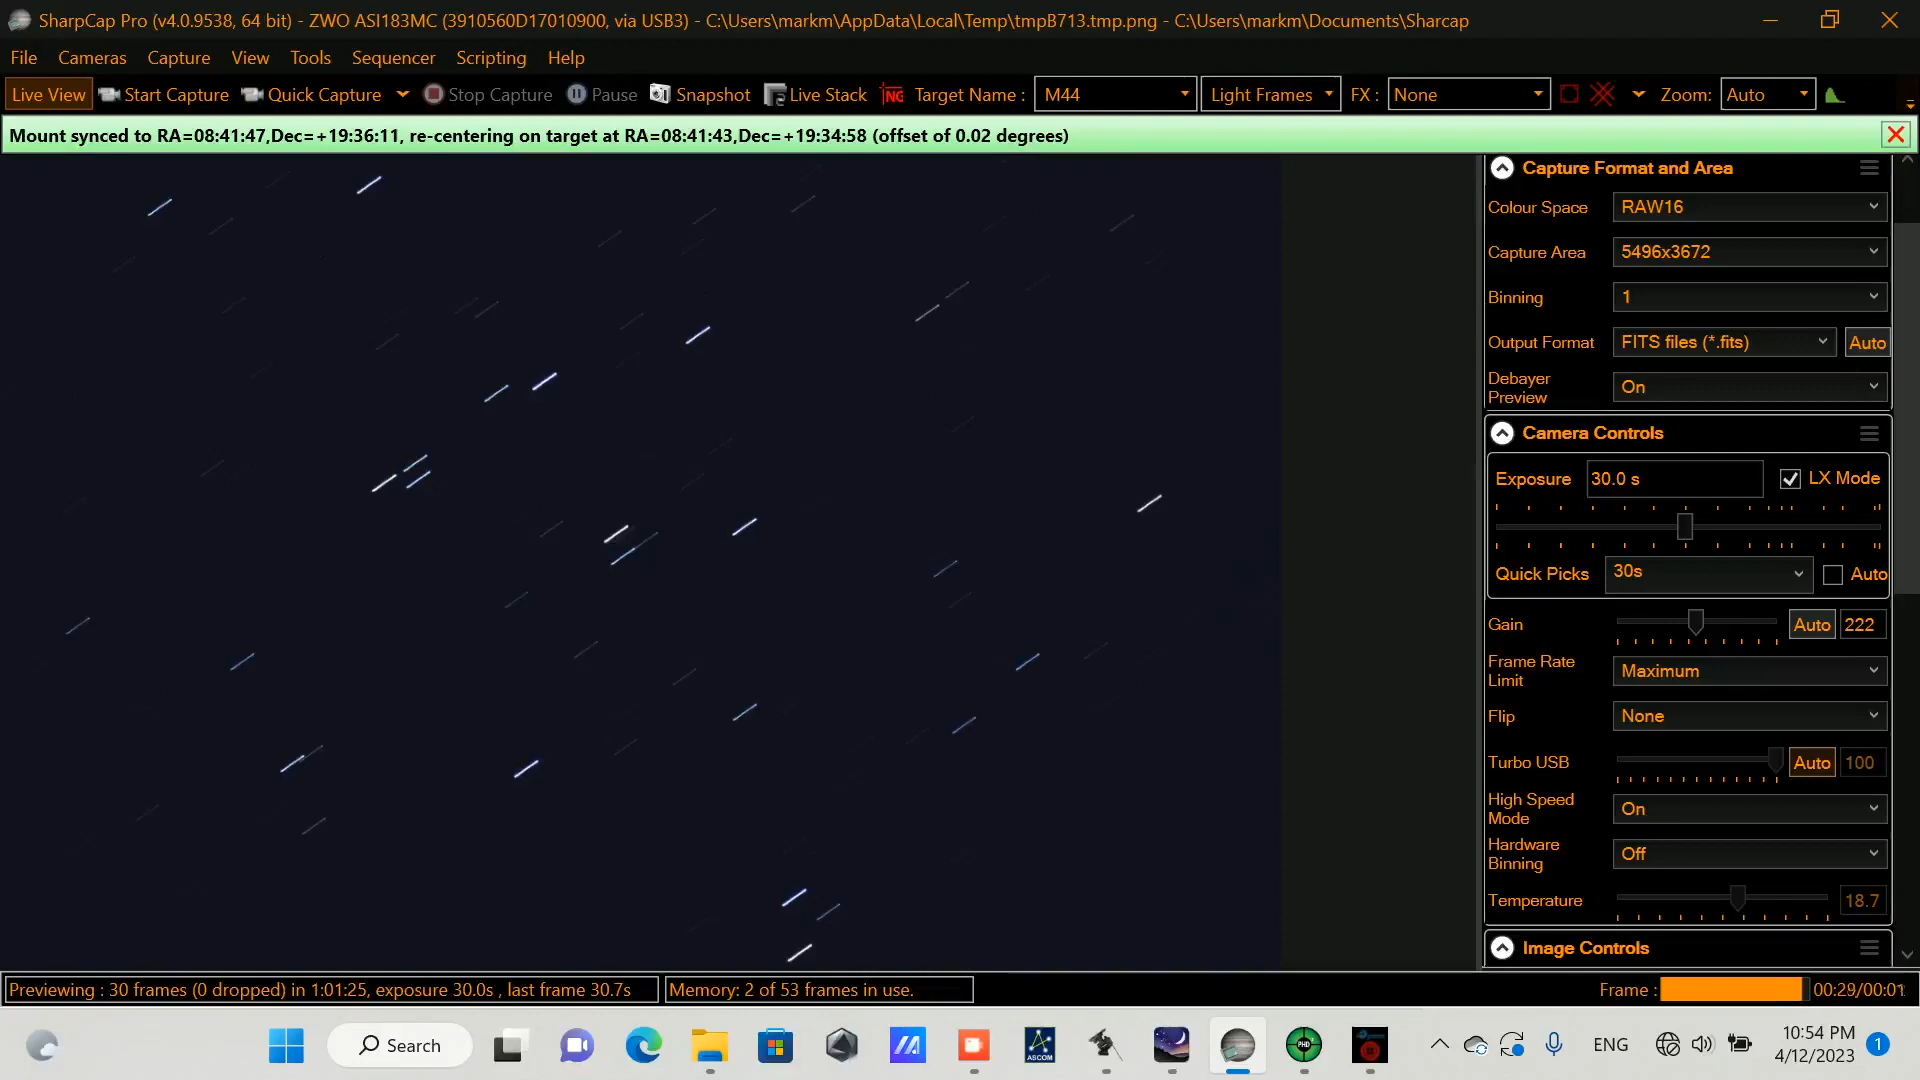 SharpCap Pro (v4.0.9538, 64 bit) - ZWO ASI183MC (3910560D17010900, via USB3) - C:\Users\markm\AppData\Local\Temp\tmpB713.tmp.png - C:\Users\markm\Documents\Sharcap
File Cameras Capture View Tools Sequencer Scripting Help
Live View Start Capture Quick Capture Stop Capture Pause Snapshot Live Stack NG Target Name : M44 Light Frames FX : None Zoom: Auto
Mount synced to RA=08:41:47,Dec=+19:36:11, re-centering on target at RA=08:41:43,Dec=+19:34:58 (offset of 0.02 degrees)
Capture Format and Area
Colour Space RAW16
Capture Area 5496x3672
Binning 1
Output Format FITS files (*.fits) Auto
Debayer Preview On
Camera Controls
Exposure 30.0 s LX Mode
Quick Picks 30s Auto
Gain Auto 222
Frame Rate Limit Maximum
Flip None
Turbo USB Auto 100
High Speed Mode On
Hardware Binning Off
Temperature 18.7
Image Controls
Previewing : 30 frames (0 dropped) in 1:01:25, exposure 30.0s , last frame 30.7s Memory: 2 of 53 frames in use. Frame : 00:29/00:01
Search ASCOM PHD ENG 10:54 PM 1
4/12/2023